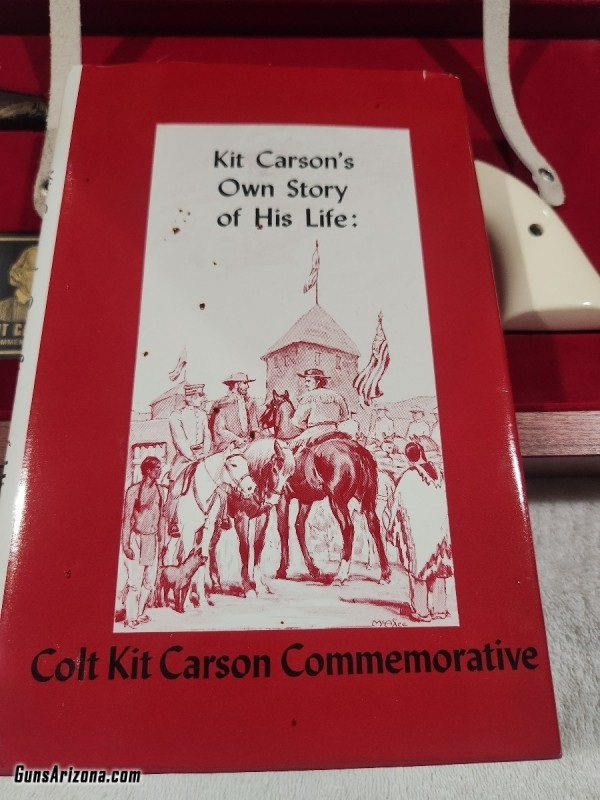 Kit Carson's
Own Story
of His Life:
Colt Kit Carson Commemorative
GunsArizona.com